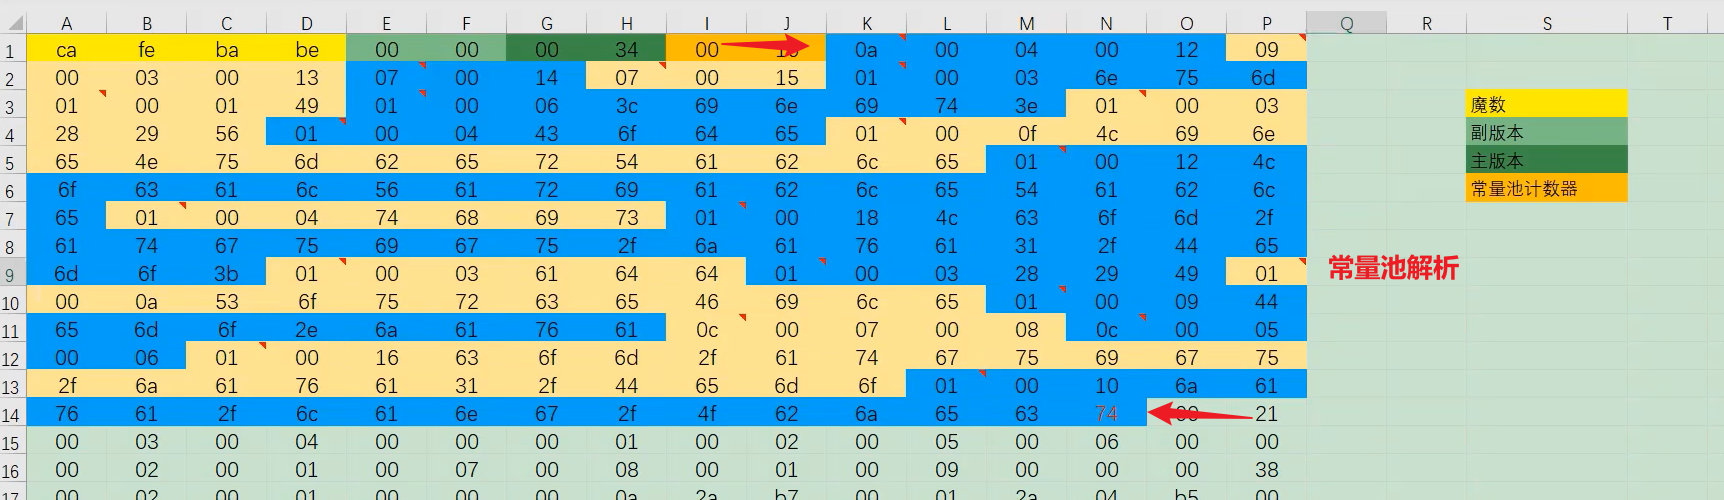 A B C D E F G H I J K L M N O P Q R S T
1 ca fe ba be 00 00 00 34 00 0a 00 04 00 12 09
2 00 03 00 13 07 00 14 07 00 15 01 00 03 6e 75 6d
3 01 00 01 49 01 00 06 3c 69 6e 69 74 3e 01 00 03 魔数
4 28 29 56 01 00 04 43 6f 64 65 01 00 0f 4c 69 6e 副版本
5 65 4e 75 6d 62 65 72 54 61 62 6c 65 01 00 12 4c 主版本
6 6f 63 61 6c 56 61 72 69 61 62 6c 65 54 61 62 6c 常量池计数器
7 65 01 00 04 74 68 69 73 01 00 18 4c 63 6f 6d 2f
8 61 74 67 75 69 67 75 2f 6a 61 76 61 31 2f 44 65
9 6d 6f 3b 01 00 03 61 64 64 01 00 03 28 29 49 01 常量池解析
10 00 0a 53 6f 75 72 63 65 46 69 6c 65 01 00 09 44
11 65 6d 6f 2e 6a 61 76 61 0c 00 07 00 08 0c 00 05
12 00 06 01 00 16 63 6f 6d 2f 61 74 67 75 69 67 75
13 2f 6a 61 76 61 31 2f 44 65 6d 6f 01 00 10 6a 61
14 76 61 2f 6c 61 6e 67 2f 4f 62 6a 65 63 74 00 21
15 00 03 00 04 00 00 00 01 00 02 00 05 00 06 00 00
16 00 02 00 01 00 07 00 08 00 01 00 09 00 00 00 38
17 00 02 00 01 00 00 00 0a 2a b7 00 01 2a 04 b5 00